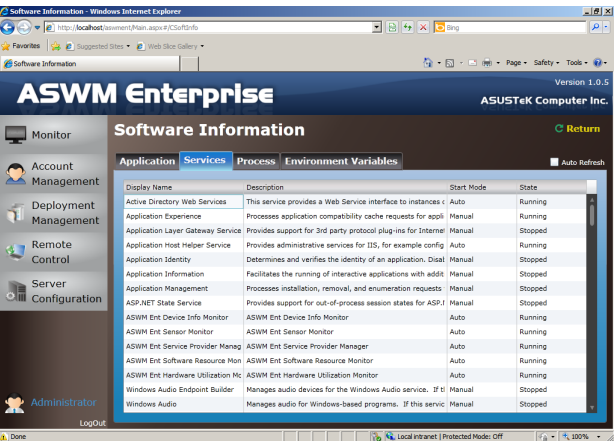 Software Information - Windows Internet Explorer
http://localhost/aswment/Main.aspx#/CSoftInfo
Bing
Favorites Suggested Sites Web Slice Gallery
Software Information
Page Safety Tools
ASWM Enterprise
Version 1.0.5
ASUSTeK Computer Inc.
Monitor
Account Management
Deployment Management
Remote Control
Server Configuration
Administrator
LogOut
Software Information
Return
Application Services Process Environment Variables
Auto Refresh
Display Name Description Start Mode State
Active Directory Web Services This service provides a Web Service interface to instances Auto Running
Application Experience Processes application compatibility cache requests for appli Manual Running
Application Layer Gateway Service Provides support for 3rd party protocol plug-ins for Internet Manual Stopped
Application Host Helper Service Provides administrative services for IIS, for example config Auto Running
Application Identity Determines and verifies the identity of an application. Disal Manual Stopped
Application Information Facilitates the running of interactive applications with addit Manual Running
Application Management Processes installation, removal, and enumeration requests Manual Stopped
ASP.NET State Service Provides support for out-of-process session states for ASP.N Manual Stopped
ASWM Ent Device Info Monitor ASWM Ent Device Info Monitor Auto Running
ASWM Ent Sensor Monitor ASWM Ent Sensor Monitor Auto Running
ASWM Ent Service Provider Manag ASWM Ent Service Provider Manager Auto Running
ASWM Ent Software Resource Mon ASWM Ent Software Resource Monitor Auto Running
ASWM Ent Hardware Utilization Mc ASWM Ent Hardware Utilization Monitor Auto Running
Windows Audio Endpoint Builder Manages audio devices for the Windows Audio service. If tl Manual Stopped
Windows Audio Manages audio for Windows-based programs. If this servic Manual Stopped
Done
Local intranet | Protected Mode: Off
100%